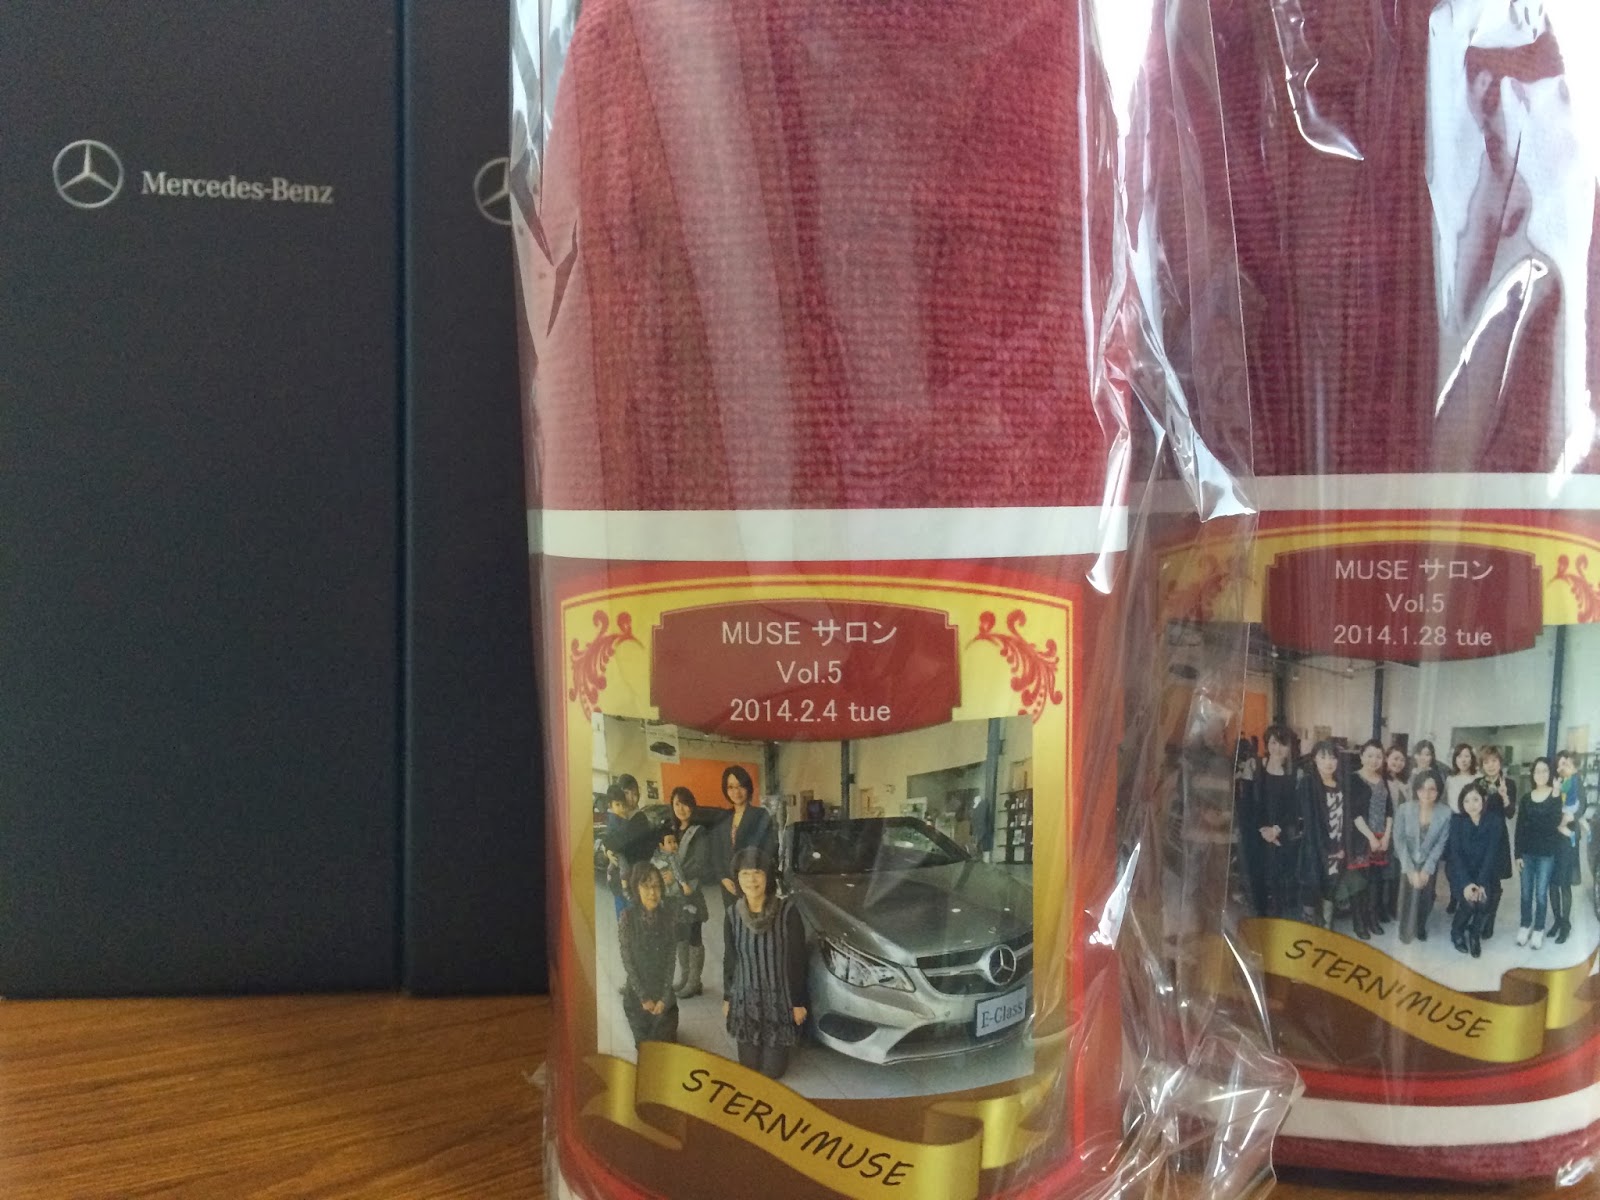 Mercedes-Benz
MUSE サロン
Vol.5
2014.2.4 tue
E-Class
STERN'MUSE
MUSE サロン
Vol.5
2014.1.28 tue
STERN'MUSE